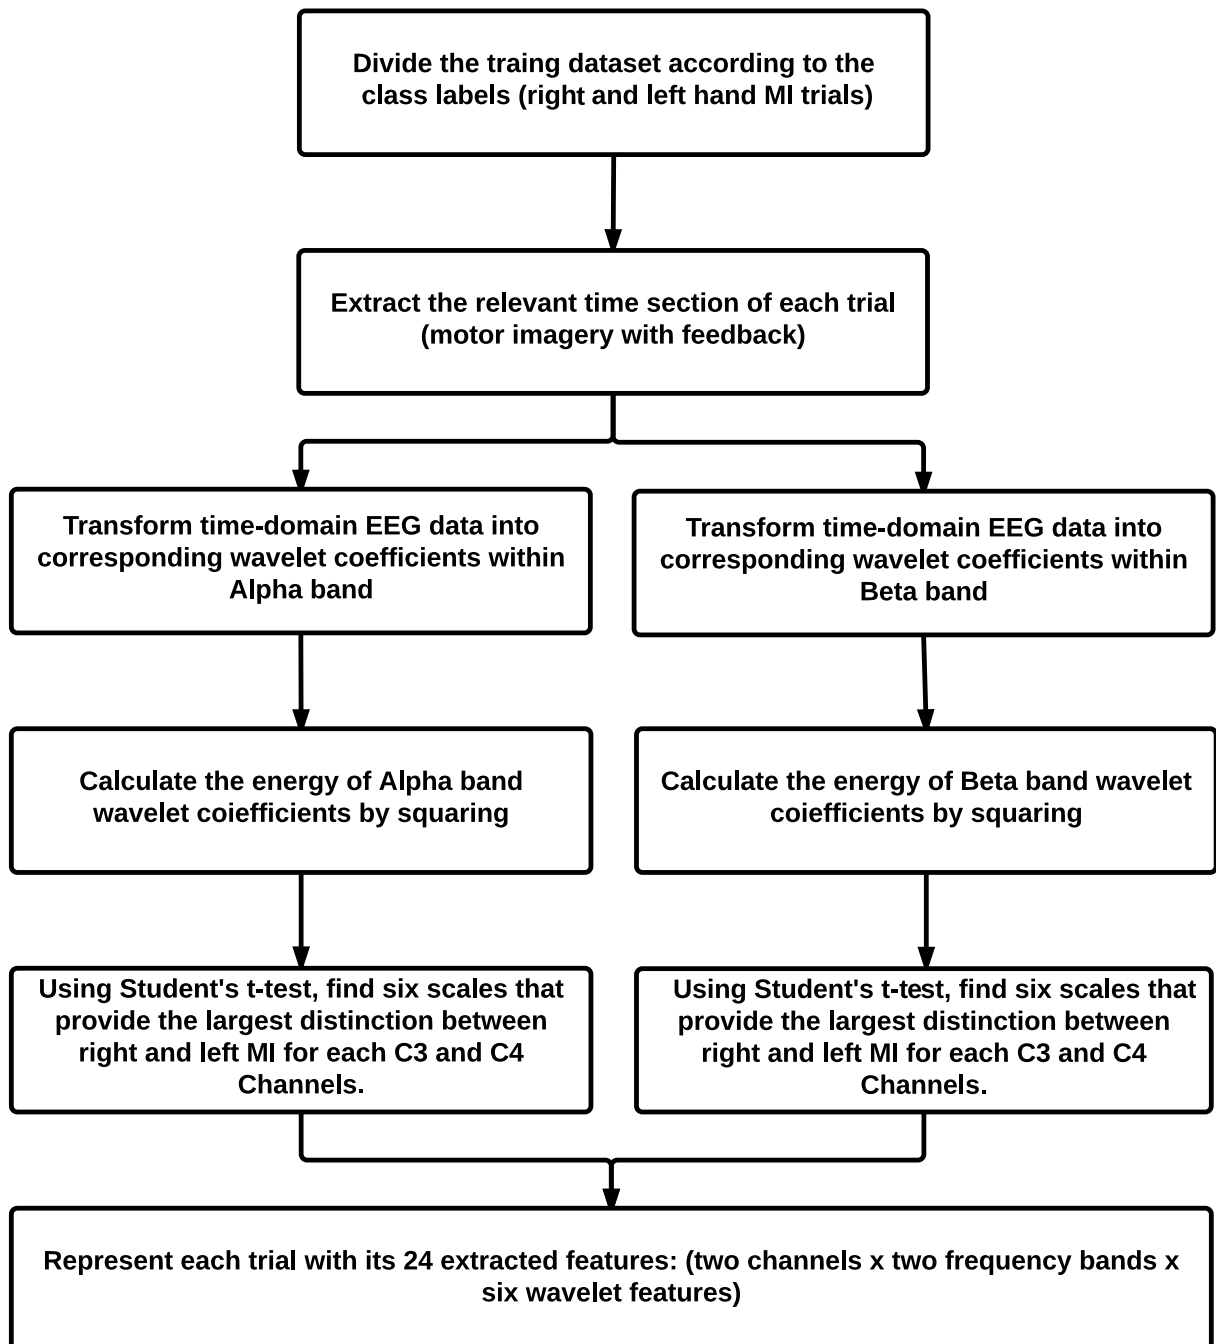 Divide the traing dataset according to the
class labels (right and left hand MI trials)
Extract the relevant time section of each trial
(motor imagery with feedback)
Transform time-domain EEG data into
corresponding wavelet coefficients within
Alpha band
Transform time-domain EEG data into
corresponding wavelet coefficients within
Beta band
Calculate the energy of Alpha band
wavelet coiefficients by squaring
Calculate the energy of Beta band wavelet
coiefficients by squaring
Using Student's t-test, find six scales that
provide the largest distinction between
right and left MI for each C3 and C4
Channels.
Using Student's t-test, find six scales that
provide the largest distinction between
right and left MI for each C3 and C4
Channels.
Represent each trial with its 24 extracted features: (two channels x two frequency bands x
six wavelet features)